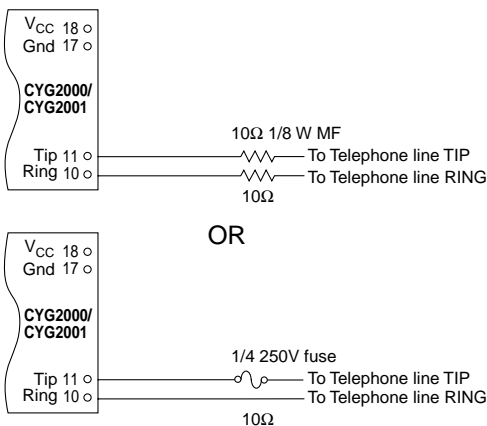 VCC 18
Gnd 17
CYG2000/
CYG2001
10Ω 1/8 W MF
Tip 11 To Telephone line TIP
Ring 10 To Telephone line RING
10Ω
OR
VCC 18
Gnd 17
CYG2000/
CYG2001
1/4 250V fuse
Tip 11 To Telephone line TIP
Ring 10 To Telephone line RING
10Ω